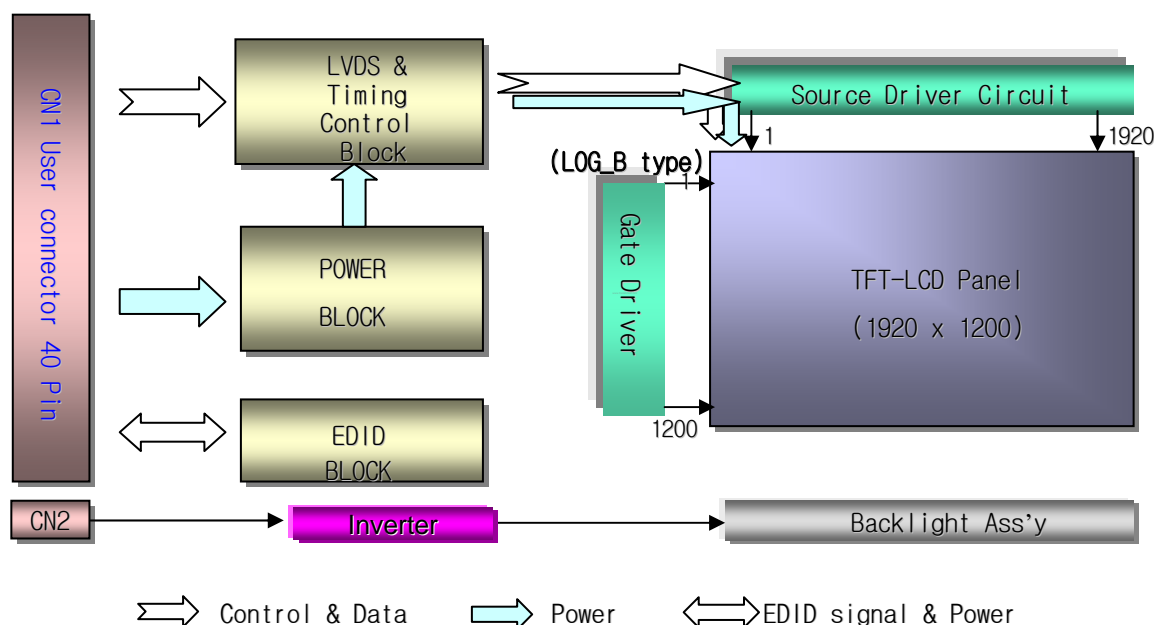 CN1 User connector 40 Pin
LVDS &
Timing
Control
Block
Source Driver Circuit
1
1920
(LOG_B type)
1
Gate Driver
1200
POWER
BLOCK
TFT-LCD Panel
(1920 x 1200)
EDID
BLOCK
CN2
Inverter
Backlight Ass’y
Control & Data
Power
EDID signal & Power